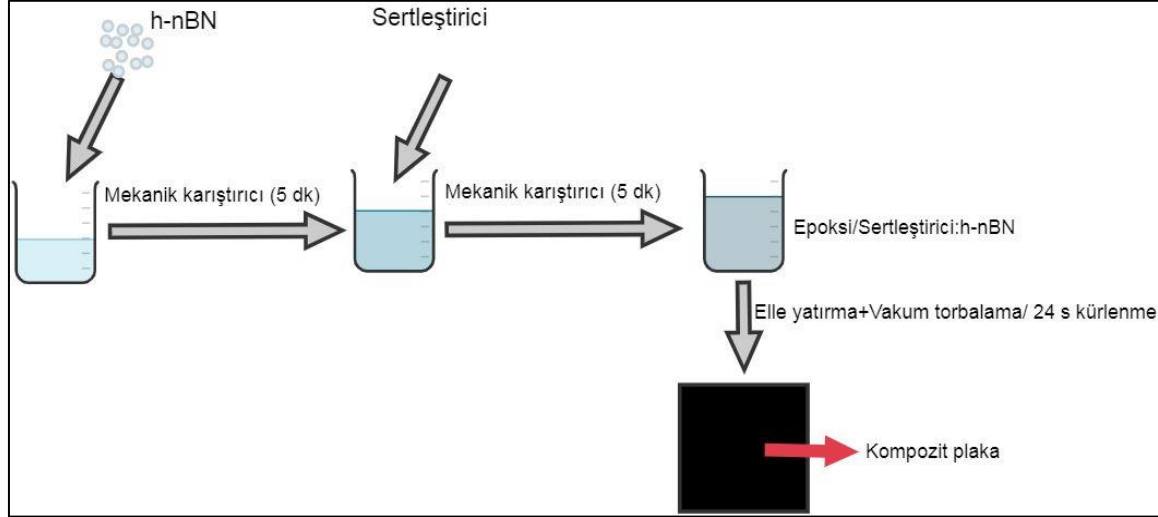 h-nBN
Sertleştirici
Mekanik karıştırıcı (5 dk)
Mekanik karıştırıcı (5 dk)
Epoksi/Sertleştirici:h-nBN
Elle yatırma+Vakum torbalama/ 24 s kürlenme
Kompozit plaka